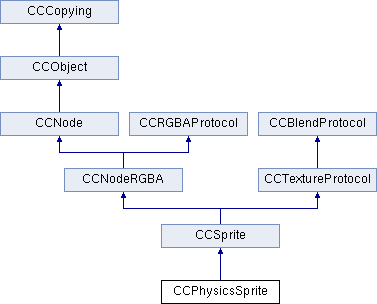 CCCopying
CCObject
CCNode
CCRGBAProtocol
CCBlendProtocol
CCNodeRGBA
CCTextureProtocol
CCSprite
CCPhysicsSprite